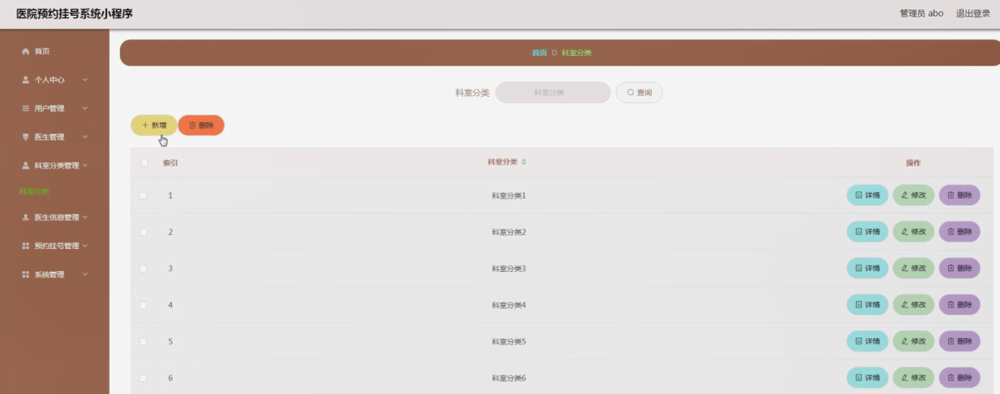 医院预约挂号系统小程序
管理员 abo 退出登录
首页
个人中心
用户管理
医生管理
科室分类管理
科室分类
医生信息管理
预约挂号管理
系统管理
首页 科室分类
科室分类 科室分类 查询
新增 删除
索引 科室分类 操作
1 科室分类1 详情 修改 删除
2 科室分类2 详情 修改 删除
3 科室分类3 详情 修改 删除
4 科室分类4 详情 修改 删除
5 科室分类5 详情 修改 删除
6 科室分类6 详情 修改 删除